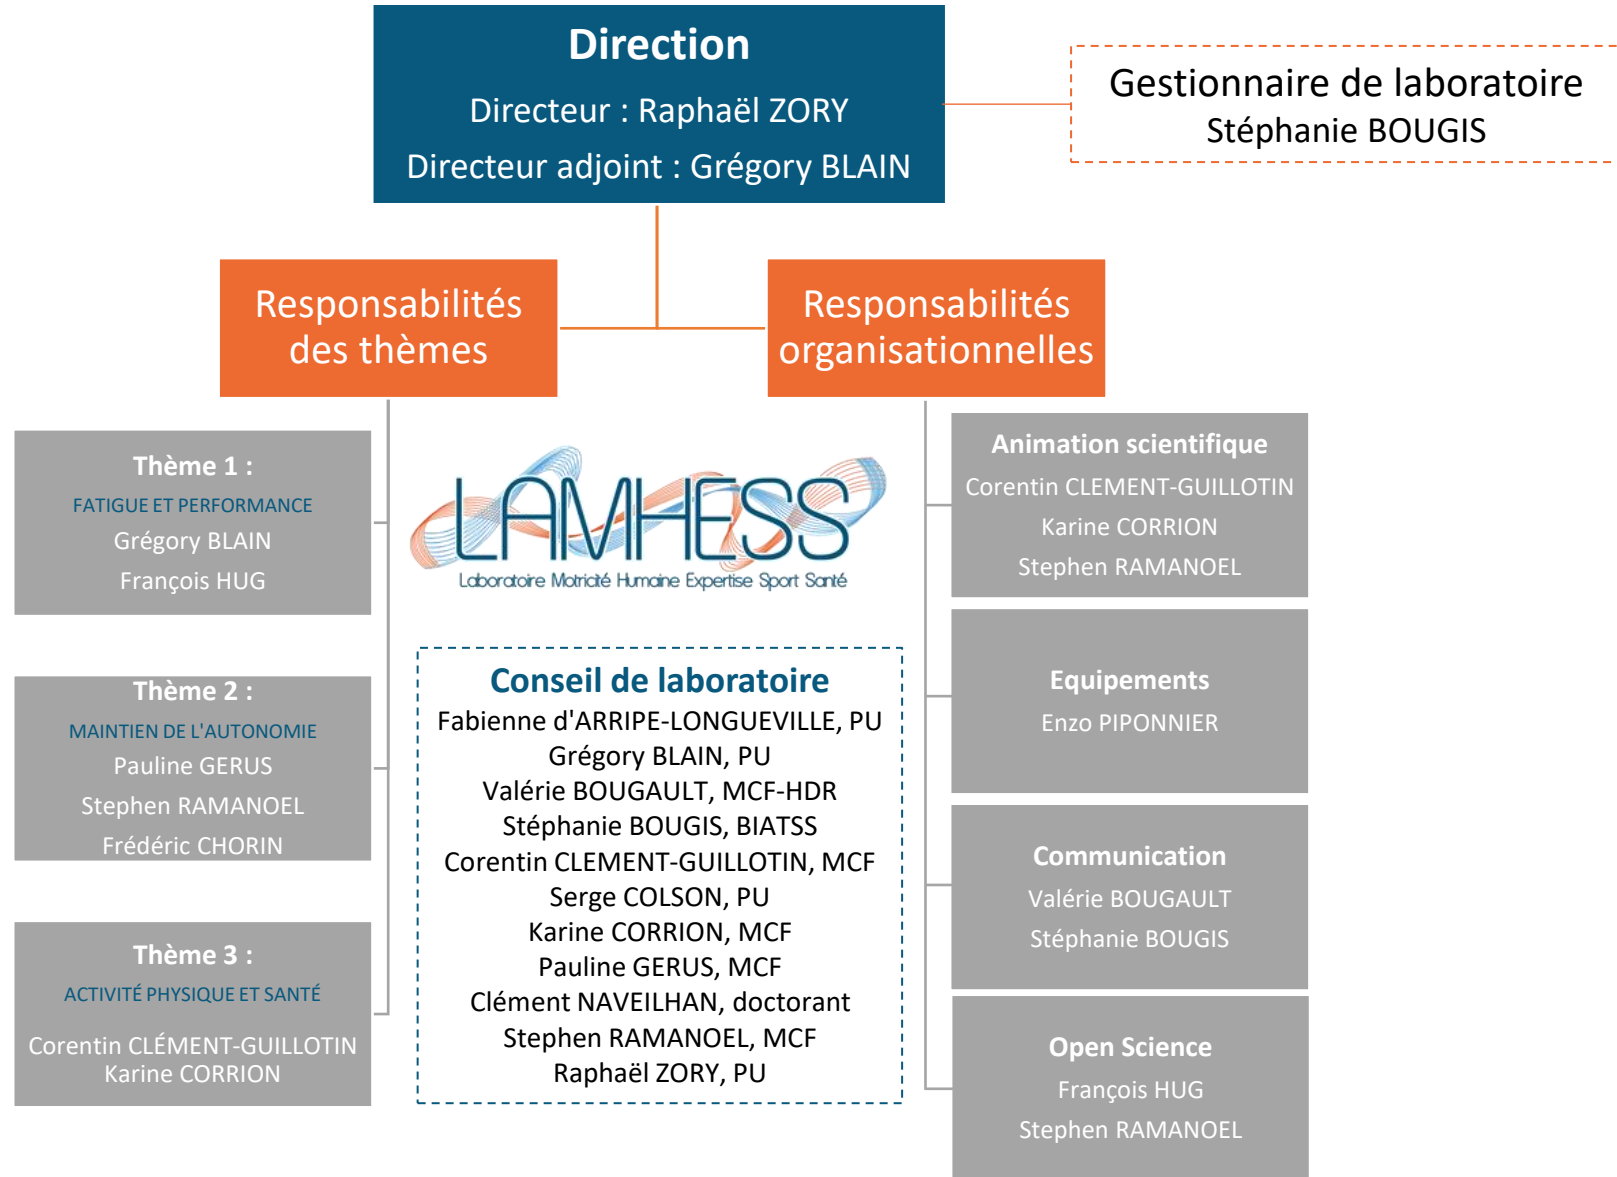 Direction
Directeur : Raphaël ZORY
Directeur adjoint : Grégory BLAIN
Gestionnaire de laboratoire
Stéphanie BOUGIS
Responsabilités
des thèmes
Responsabilités
organisationnelles
Thème 1 :
FATIGUE ET PERFORMANCE
Grégory BLAIN
François HUG
Thème 2 :
MAINTIEN DE L'AUTONOMIE
Pauline GERUS
Stephen RAMANOEL
Frédéric CHORIN
Thème 3 :
ACTIVITÉ PHYSIQUE ET SANTÉ
Corentin CLÉMENT-GUILLOTIN
Karine CORRION
LAMHESS
Laboratoire Motricité Humaine Expertise Sport Santé
Conseil de laboratoire
Fabienne d'ARRIPE-LONGUEVILLE, PU
Grégory BLAIN, PU
Valérie BOUGAULT, MCF-HDR
Stéphanie BOUGIS, BIATSS
Corentin CLEMENT-GUILLOTIN, MCF
Serge COLSON, PU
Karine CORRION, MCF
Pauline GERUS, MCF
Clément NAVEILHAN, doctorant
Stephen RAMANOEL, MCF
Raphaël ZORY, PU
Animation scientifique
Corentin CLEMENT-GUILLOTIN
Karine CORRION
Stephen RAMANOEL
Equipements
Enzo PIPONNIER
Communication
Valérie BOUGAULT
Stéphanie BOUGIS
Open Science
François HUG
Stephen RAMANOEL